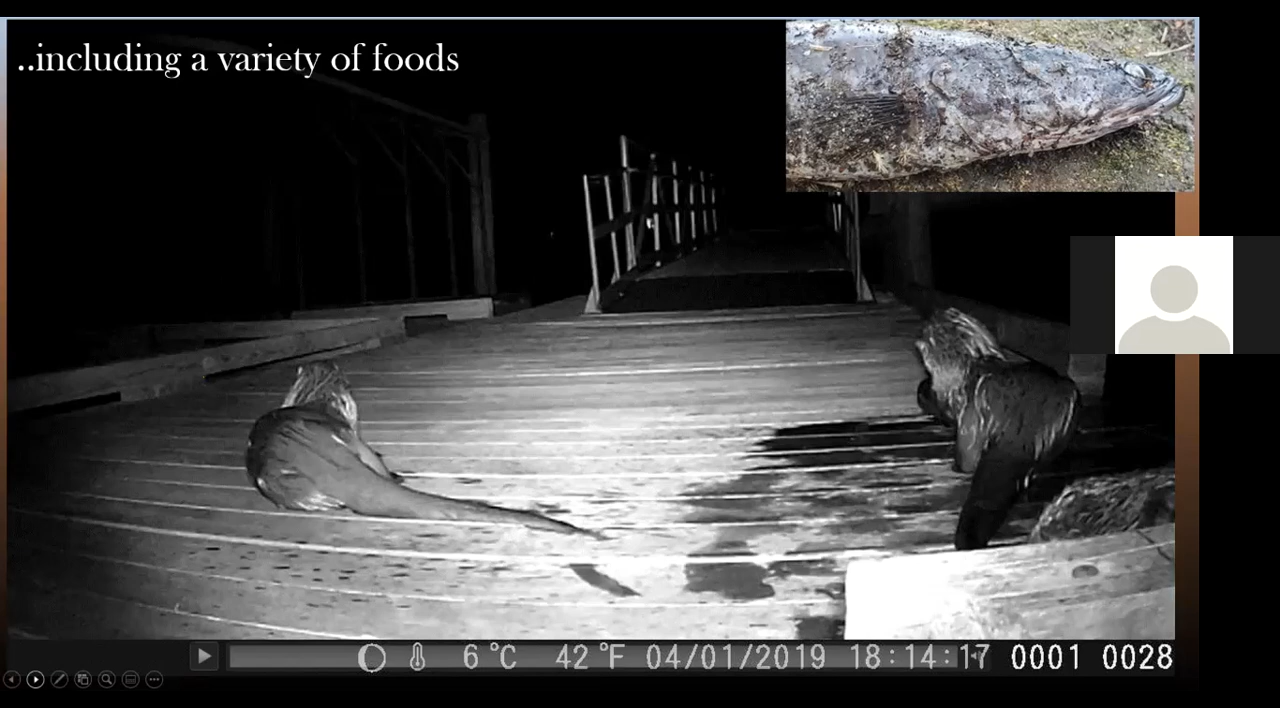 ..including a variety of foods
6 °C 42 °F 04/01/2019 18:14:17 0001 0028